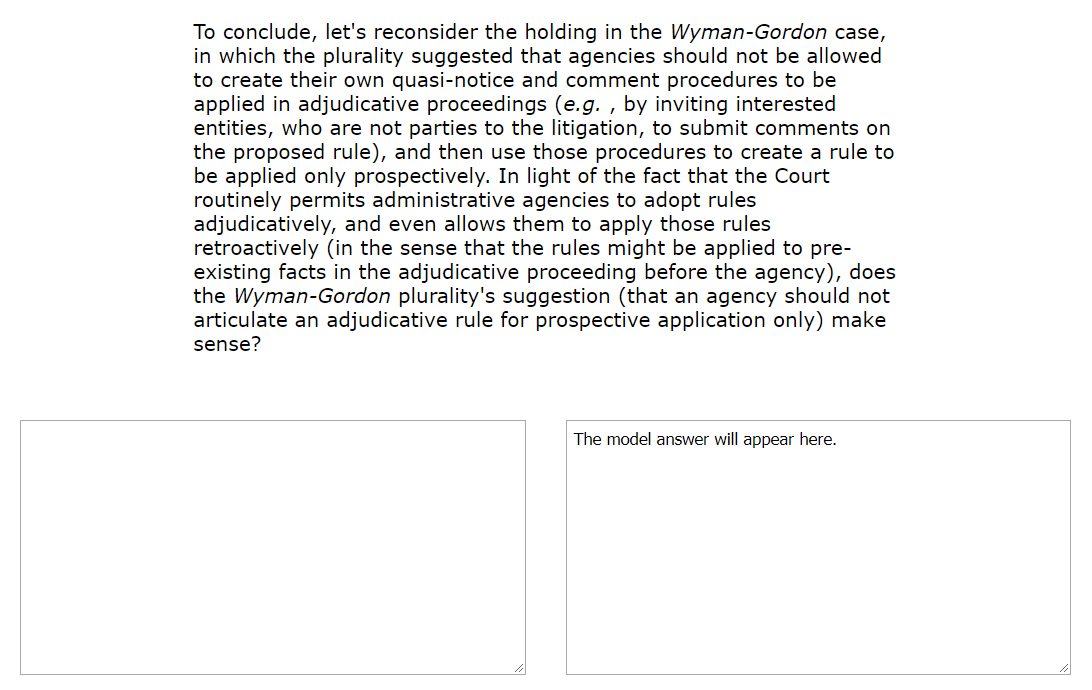 To conclude, let's reconsider the holding in the Wyman-Gordon case,
in which the plurality suggested that agencies should not be allowed
to create their own quasi-notice and comment procedures to be
applied in adjudicative proceedings (e.g. , by inviting interested
entities, who are not parties to the litigation, to submit comments on
the proposed rule), and then use those procedures to create a rule to
be applied only prospectively. In light of the fact that the Court
routinely permits administrative agencies to adopt rules
adjudicatively, and even allows them to apply those rules
retroactively (in the sense that the rules might be applied to pre-
existing facts in the adjudicative proceeding before the agency), does
the Wyman-Gordon plurality's suggestion (that an agency should not
articulate an adjudicative rule for prospective application only) make
sense?
The model answer will appear here.